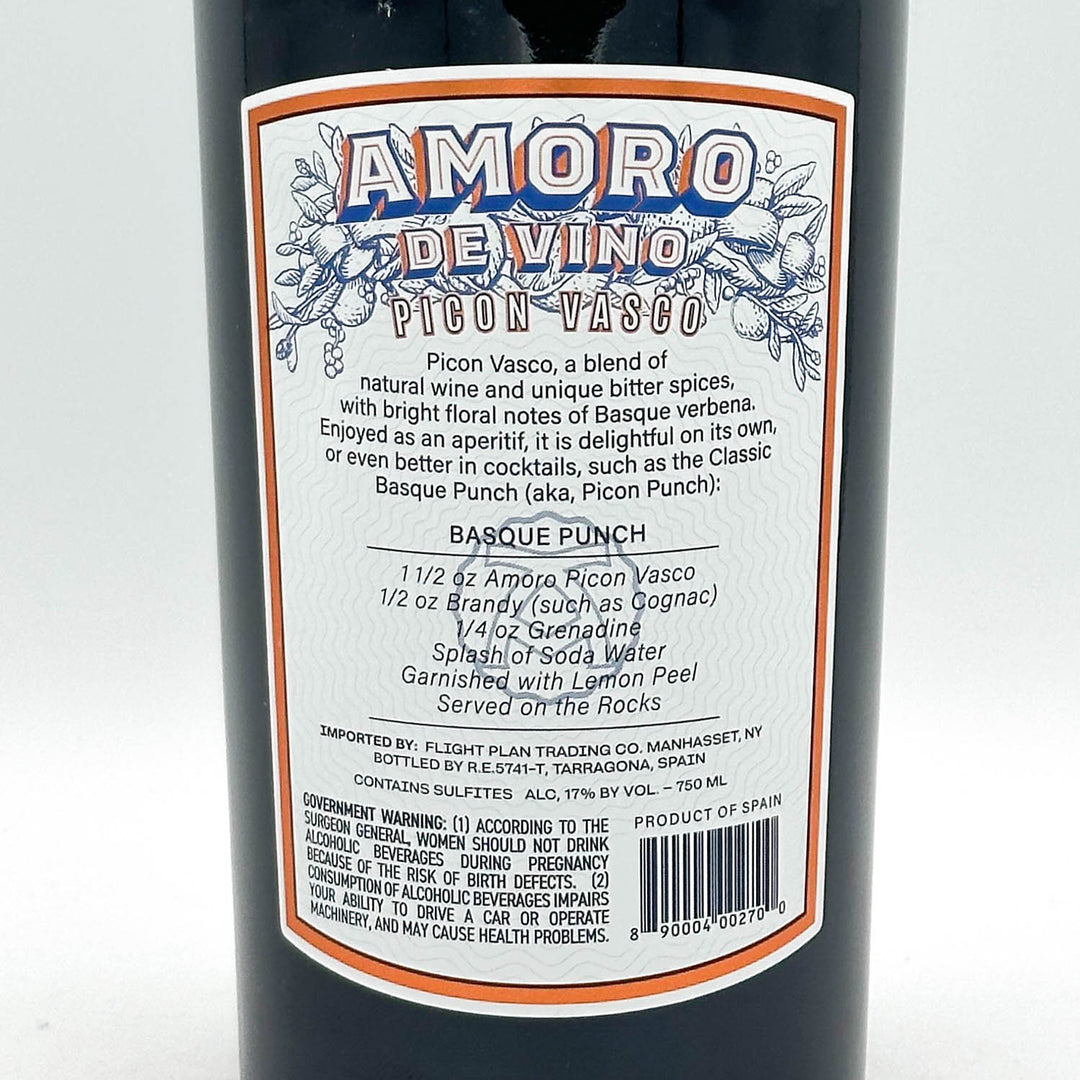 AMORO
DE VINO
PICON VASCO
Picon Vasco, a blend of
natural wine and unique bitter spices,
with bright floral notes of Basque verbena.
Enjoyed as an aperitif, it is delightful on its own,
or even better in cocktails, such as the Classic
Basque Punch (aka, Picon Punch):
BASQUE PUNCH
1 1/2 oz Amoro Picon Vasco
1/2 oz Brandy (such as Cognac)
1/4 oz Grenadine
Splash of Soda Water
Garnished with Lemon Peel
Served on the Rocks
IMPORTED BY: FLIGHT PLAN TRADING CO. MANHASSET, NY
BOTTLED BY R.E.5741-T, TARRAGONA, SPAIN
CONTAINS SULFITES ALC, 17% BY VOL. – 750 ML
GOVERNMENT WARNING: (1) ACCORDING TO THE
SURGEON GENERAL, WOMEN SHOULD NOT DRINK
ALCOHOLIC BEVERAGES DURING PREGNANCY
BECAUSE OF THE RISK OF BIRTH DEFECTS. (2)
CONSUMPTION OF ALCOHOLIC BEVERAGES IMPAIRS
YOUR ABILITY TO DRIVE A CAR OR OPERATE
MACHINERY, AND MAY CAUSE HEALTH PROBLEMS.
PRODUCT OF SPAIN
8 90004 00270 0